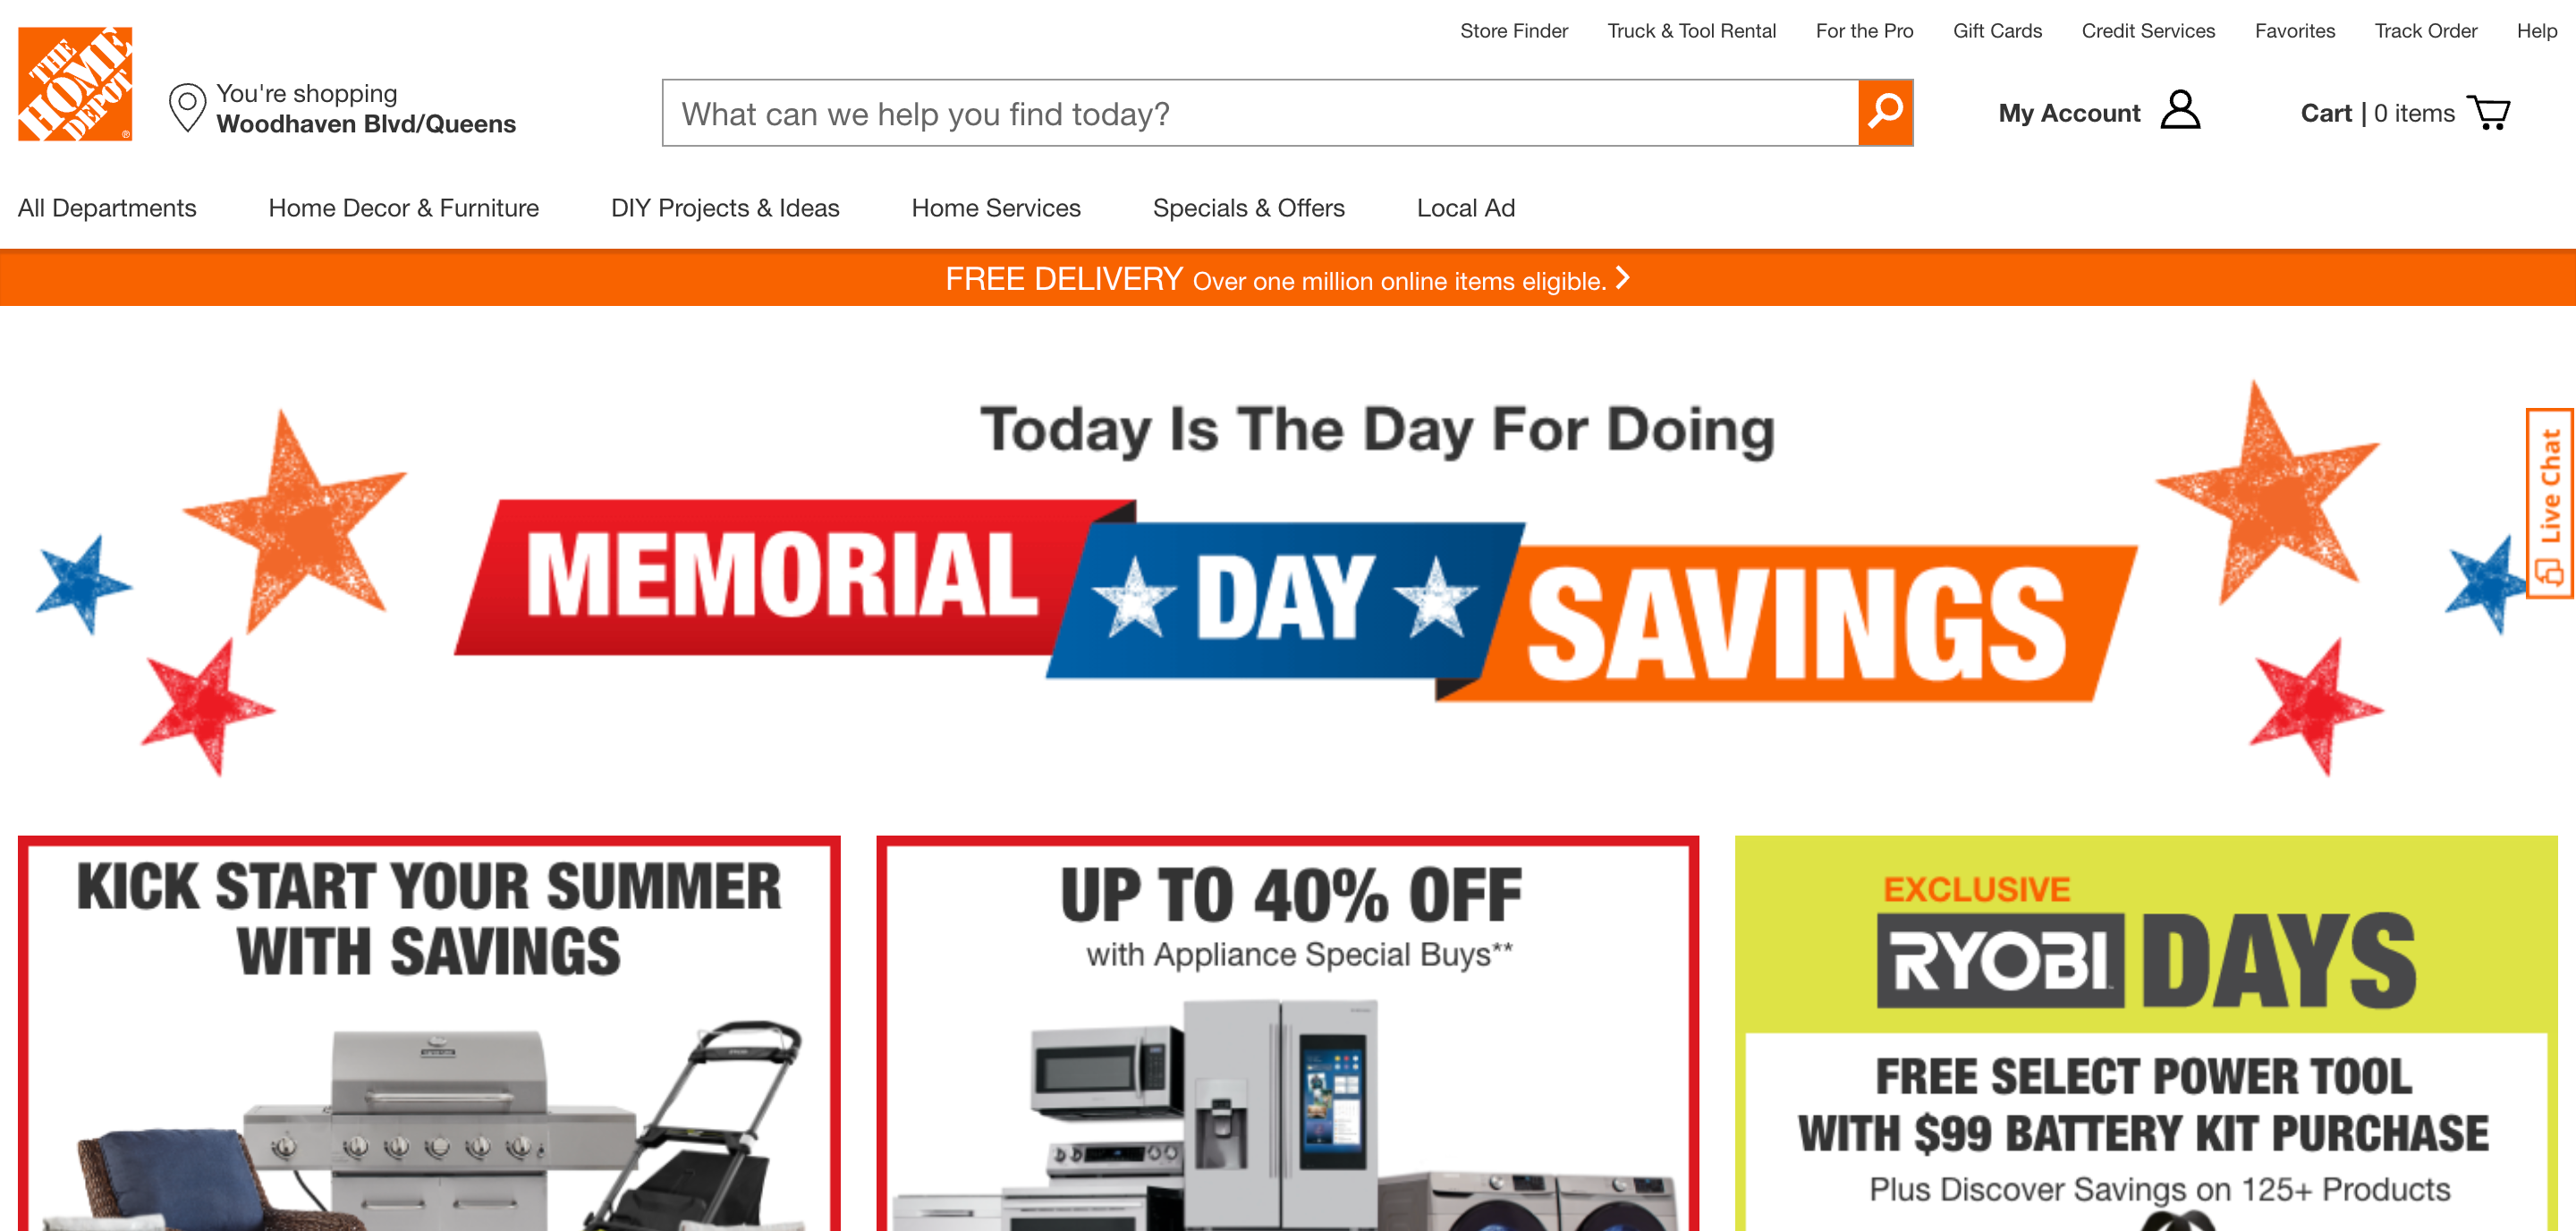 Store Finder Truck & Tool Rental For the Pro Gift Cards Credit Services Favorites Track Order Help
THE HOME DEPOT ®
You're shopping
Woodhaven Blvd/Queens
What can we help you find today?
My Account
Cart | 0 items
All Departments Home Decor & Furniture DIY Projects & Ideas Home Services Specials & Offers Local Ad
FREE DELIVERY Over one million online items eligible.
Today Is The Day For Doing
MEMORIAL DAY SAVINGS
Live Chat
KICK START YOUR SUMMER
WITH SAVINGS
UP TO 40% OFF
with Appliance Special Buys**
EXCLUSIVE
RYOBI DAYS
FREE SELECT POWER TOOL
WITH $99 BATTERY KIT PURCHASE
Plus Discover Savings on 125+ Products